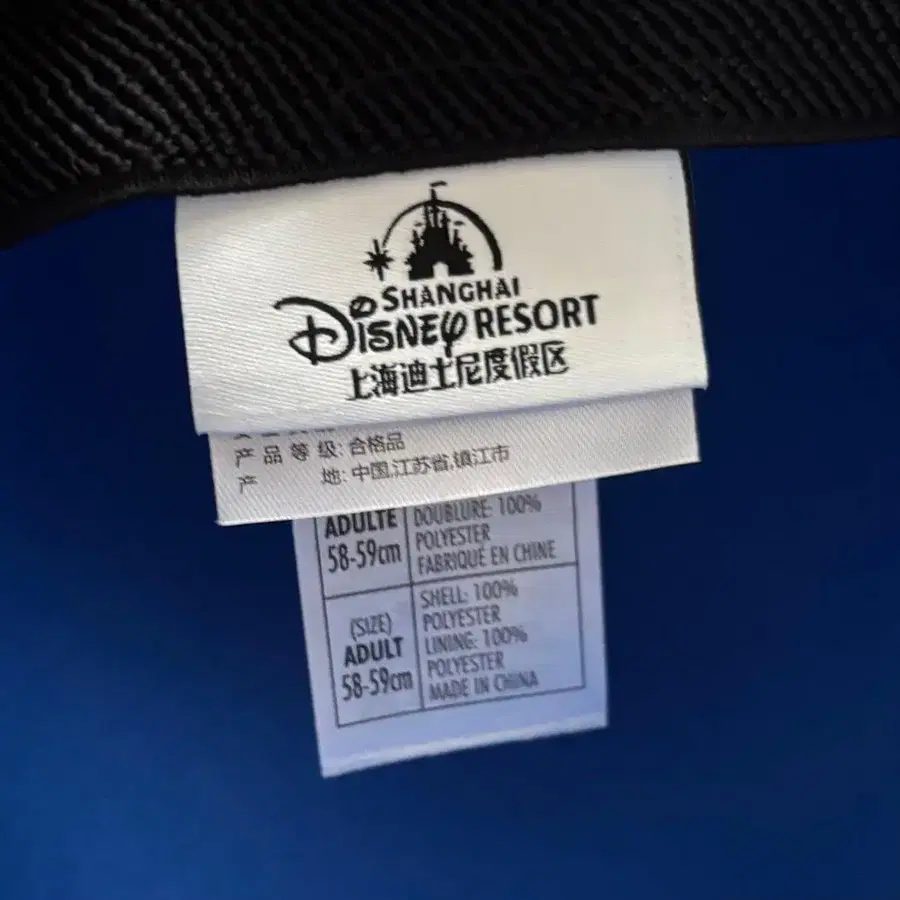 SHANGHAI
DISNEY RESORT
上海迪士尼度假区
产 品 等 级: 合格品
产 地: 中国,江苏省,镇江市
ADULTE
58-59cm
DOUBLURE: 100%
POLYESTER
FABRIQUÉ EN CHINE
(SIZE)
ADULT
58-59cm
SHELL: 100%
POLYESTER
LINING: 100%
POLYESTER
MADE IN CHINA